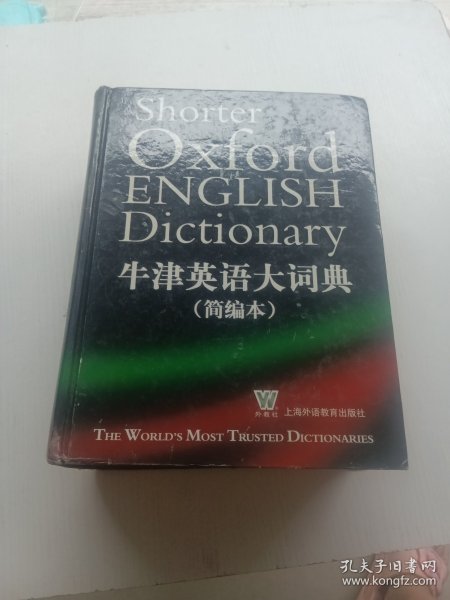 Shorter
Oxford
ENGLISH
Dictionary
牛津英语大词典
（简编本）
W
外教社 上海外语教育出版社
THE WORLD'S MOST TRUSTED DICTIONARIES
孔夫子旧书网
www.kongfz.com